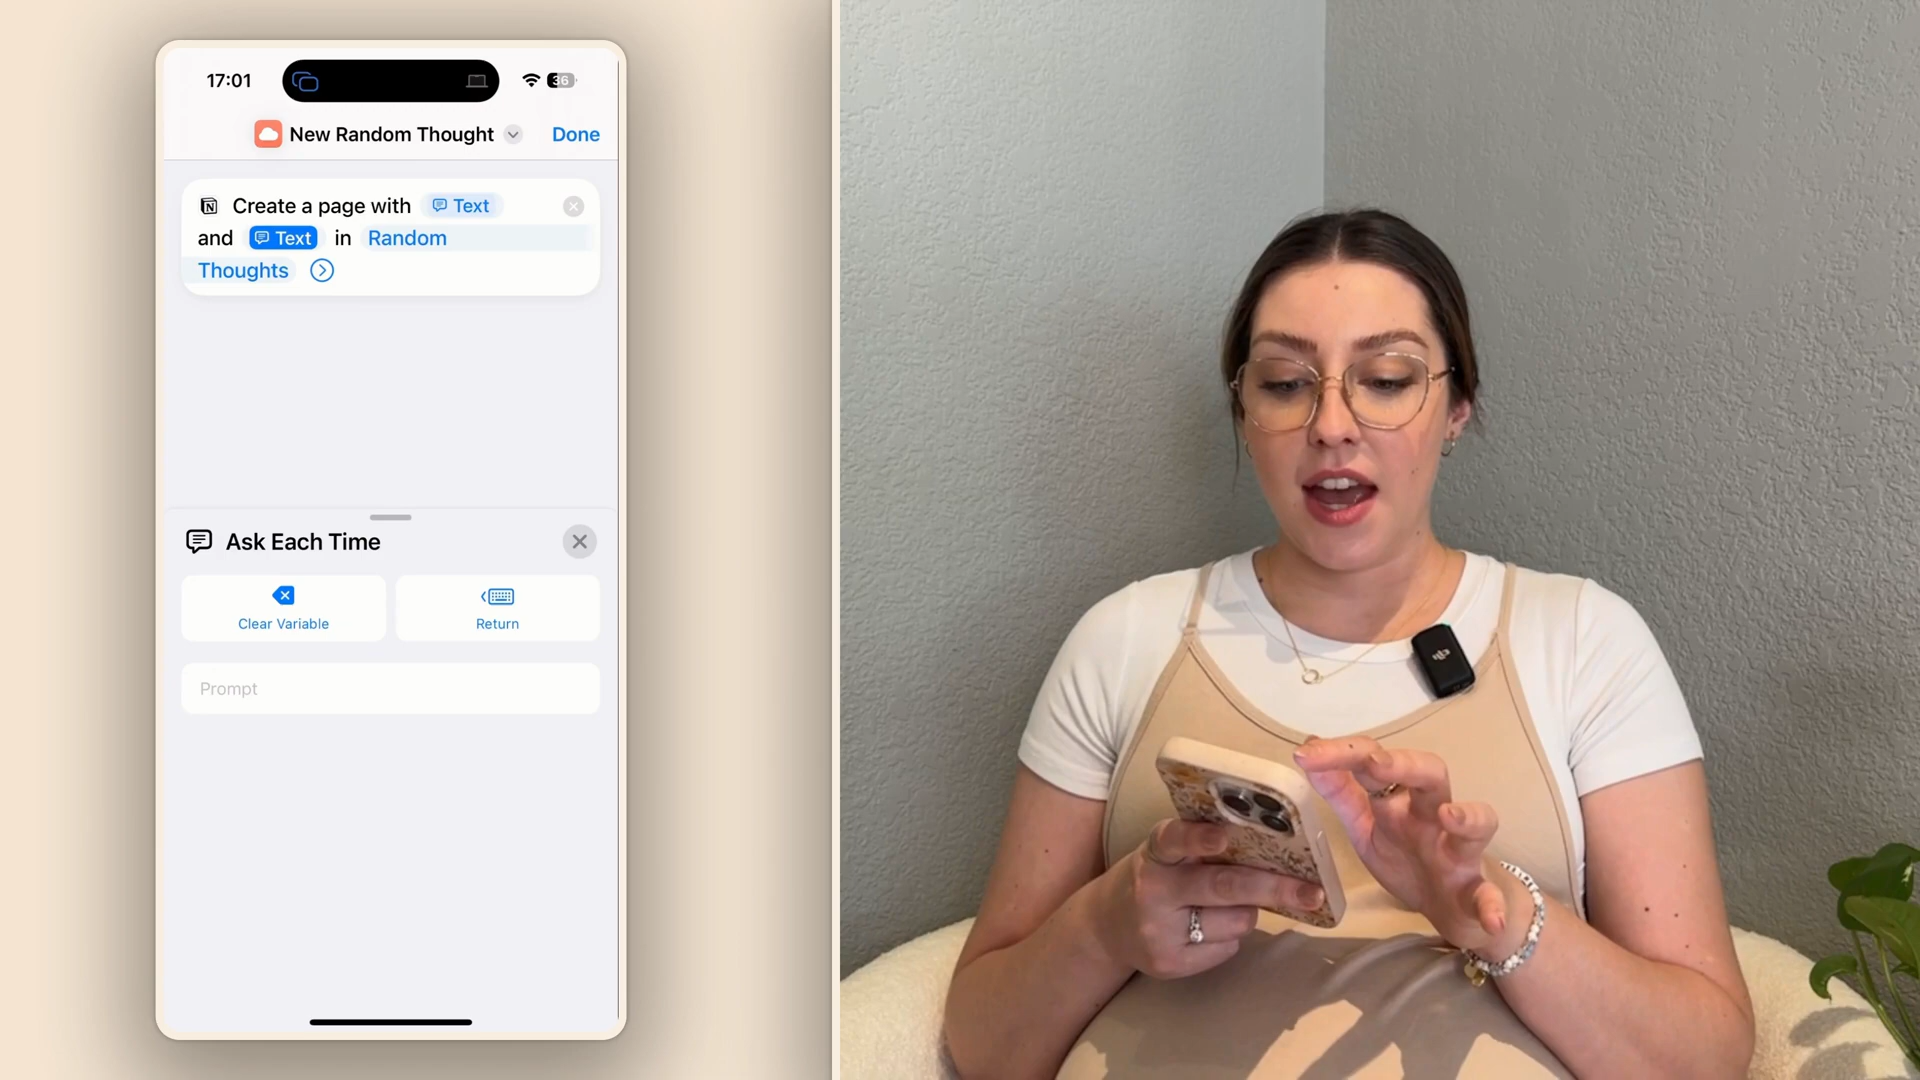 17:01
36
New Random Thought
Done
Create a page with Text
and Text in Random
Thoughts
Ask Each Time
Clear Variable
Return
Prompt